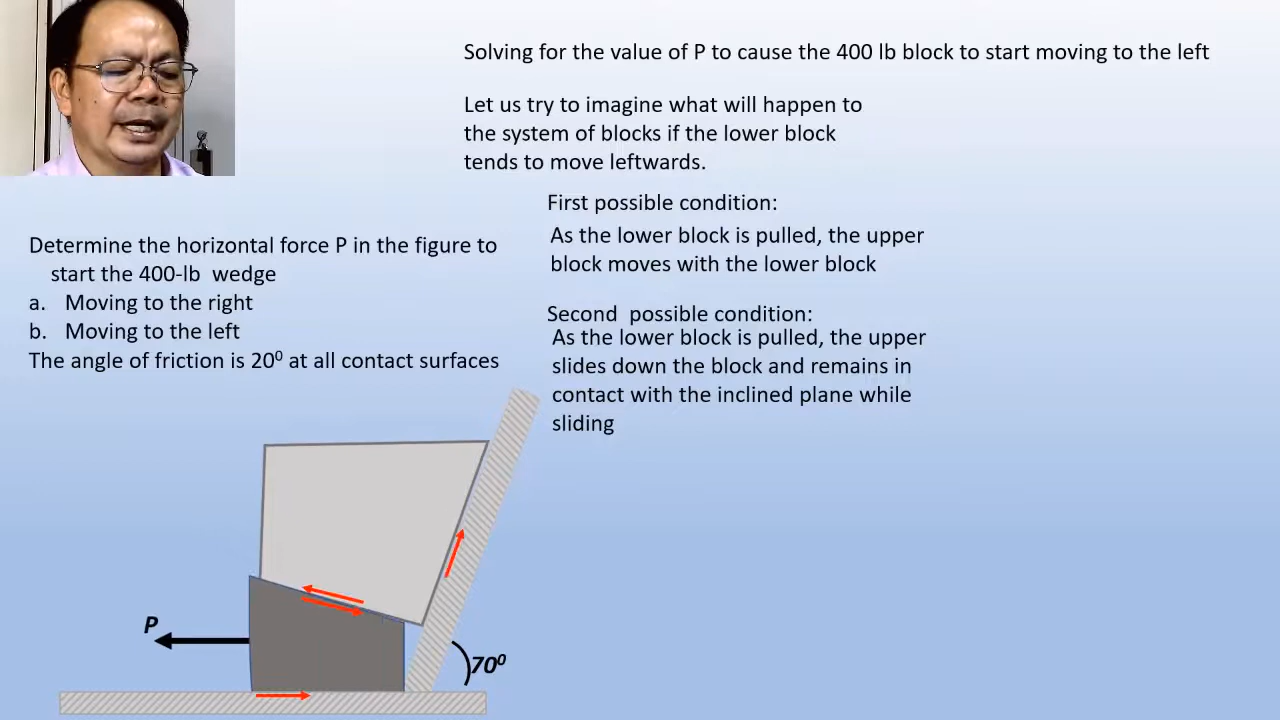 Solving for the value of P to cause the 400 lb block to start moving to the left
Let us try to imagine what will happen to
the system of blocks if the lower block
tends to move leftwards.
First possible condition:
As the lower block is pulled, the upper
block moves with the lower block
Second  possible condition:
As the lower block is pulled, the upper
slides down the block and remains in
contact with the inclined plane while
sliding
Determine the horizontal force P in the figure to
start the 400-lb  wedge
a. Moving to the right
b. Moving to the left
The angle of friction is 20⁰ at all contact surfaces
P
70⁰